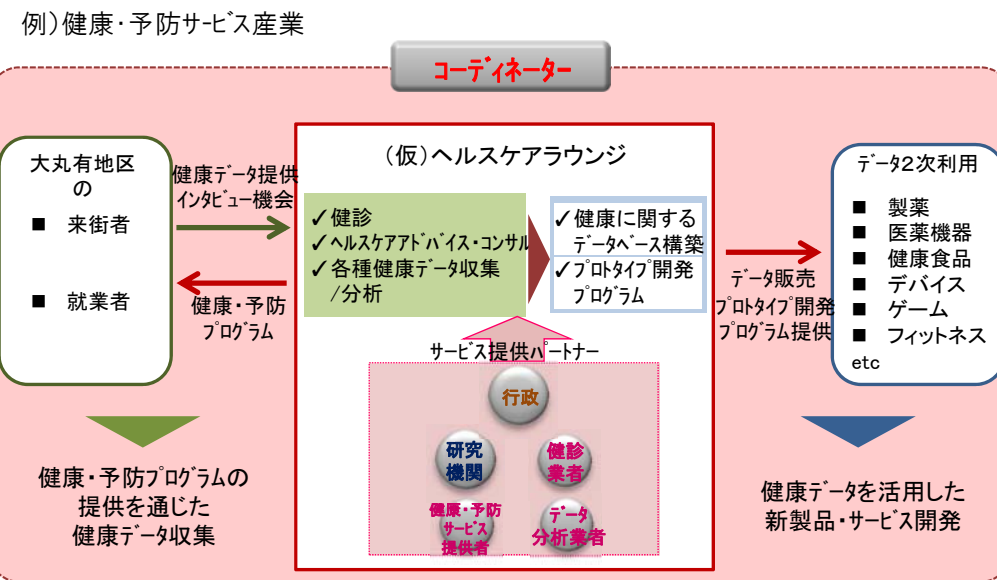 例）健康・予防サービス産業
コーディネーター
大丸有地区
の
■ 来街者
■ 就業者
健康データ提供
インタビュー機会
健康・予防
プログラム
（仮）ヘルスケアラウンジ
✓健診
✓ヘルスケアアドバイス・コンサル
✓各種健康データ収集
/分析
✓健康に関する
データベース構築
✓プロトタイプ開発
プログラム
サービス提供パートナー
行政
研究
機関
健診
業者
健康・予防
サービス
提供者
データ
分析業者
データ販売
プロトタイプ開発
プログラム提供
データ2次利用
■ 製薬
■ 医薬機器
■ 健康食品
■ デバイス
■ ゲーム
■ フィットネス
etc
健康・予防プログラムの
提供を通じた
健康データ収集
健康データを活用した
新製品・サービス開発